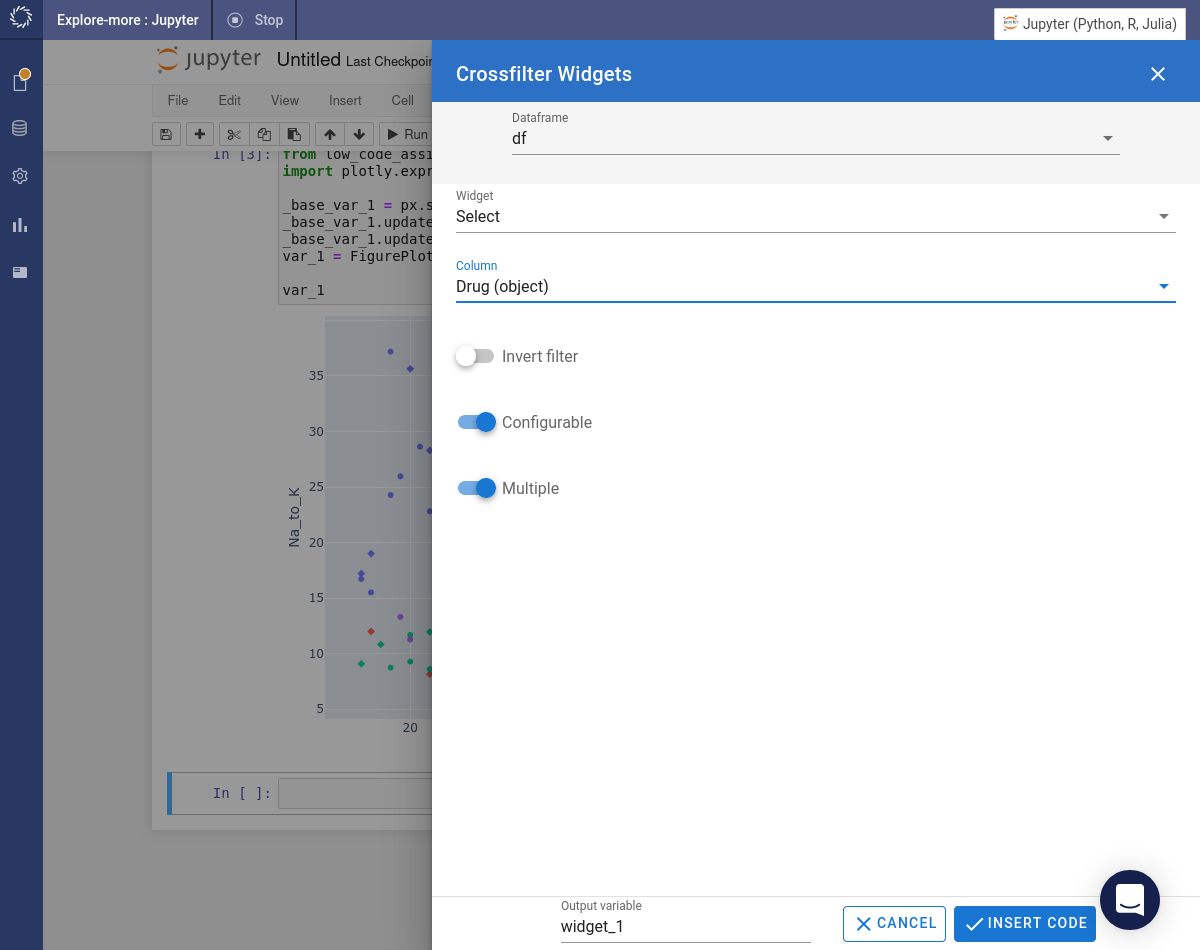 Explore-more : Jupyter
Stop
Jupyter (Python, R, Julia)
jupyter
Untitled Last Checkpoin
File Edit View Insert Cell
Run
In [3]:
from low_code_assi
import plotly.expr
_base_var_1 = px.s
_base_var_1.update
_base_var_1.update
var_1 = FigurePlot
var_1
35
30
25
20
15
10
5
Na_to_K
20
In [ ]:
Crossfilter Widgets
Dataframe
df
Widget
Select
Column
Drug (object)
Invert filter
Configurable
Multiple
Output variable
widget_1
CANCEL
INSERT CODE